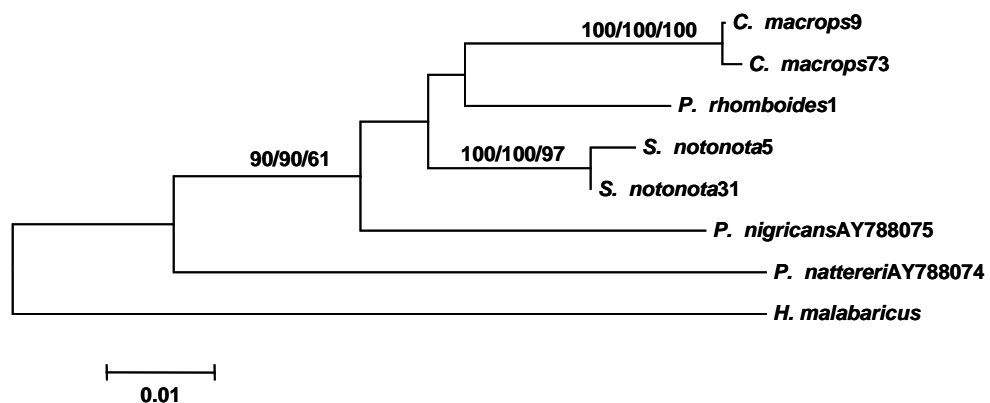 C. macrops9
100/100/100
C. macrops73
P. rhomboides1
S. notonota5
100/100/97
90/90/61
S. notonota31
P. nigricansAY788075
P. nattereriAY788074
H. malabaricus
0.01